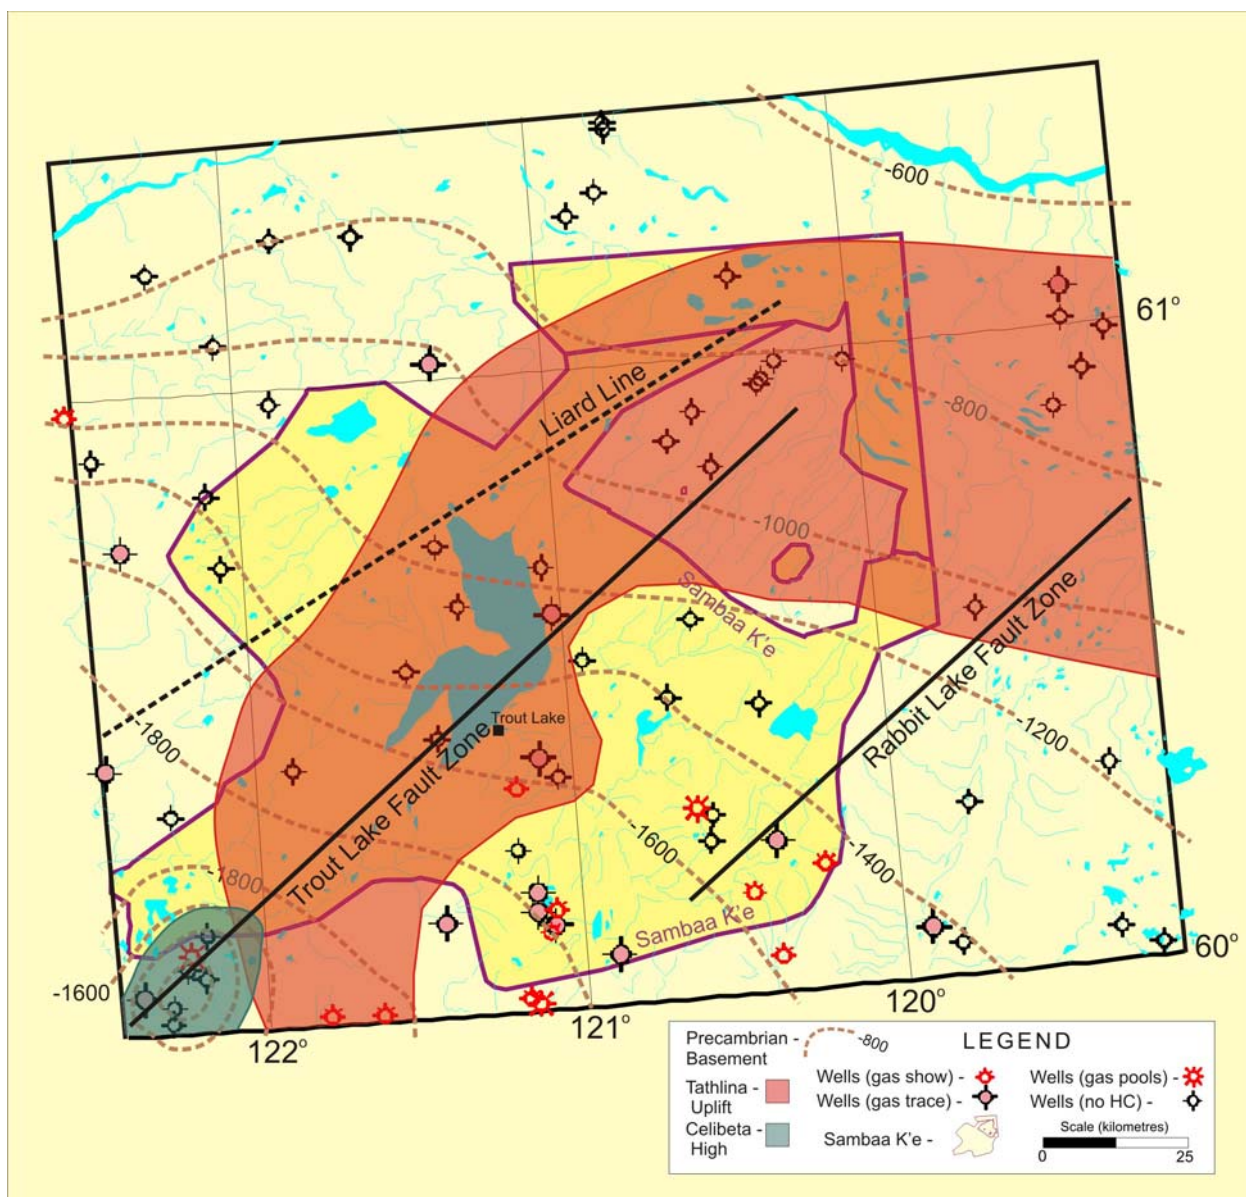 -600
61°
-800
Liard Line
-1000
Sambaa K'e
Rabbit Lake Fault Zone
-1200
Trout Lake
Trout Lake Fault Zone
-1800
-1600
-1400
-1800
Sambaa K'e
-1600
60°
122°
121°
120°
LEGEND
Precambrian -
Basement
-800
Tathlina -
Uplift
Celibeta -
High
Wells (gas show) -
Wells (gas trace) -
Sambaa K'e -
Wells (gas pools) -
Wells (no HC) -
Scale (kilometres)
0 25